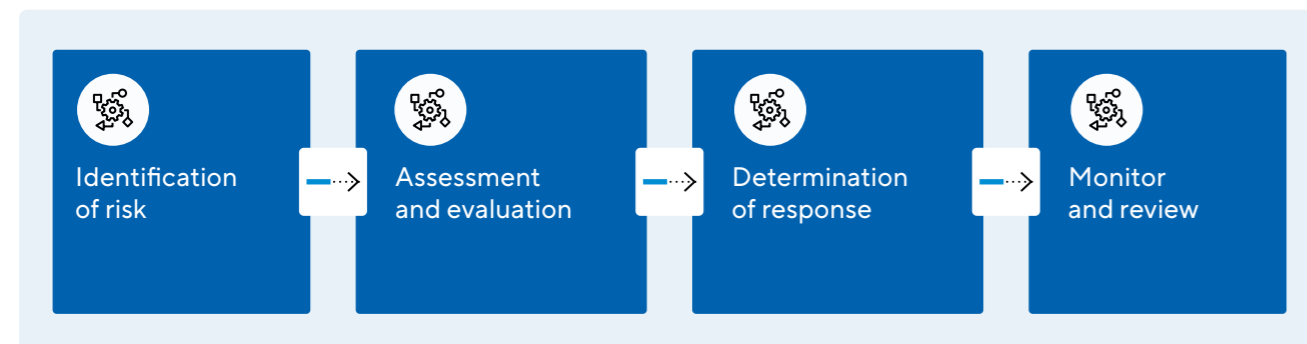 Identification
of risk
Assessment
and evaluation
Determination
of response
Monitor
and review